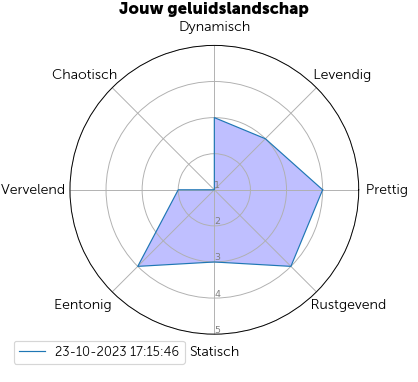 Jouw geluidslandschap
Dynamisch
Chaotisch
Levendig
Vervelend
1
Prettig
2
3
4
Eentonig
Rustgevend
5
23-10-2023 17:15:46
Statisch